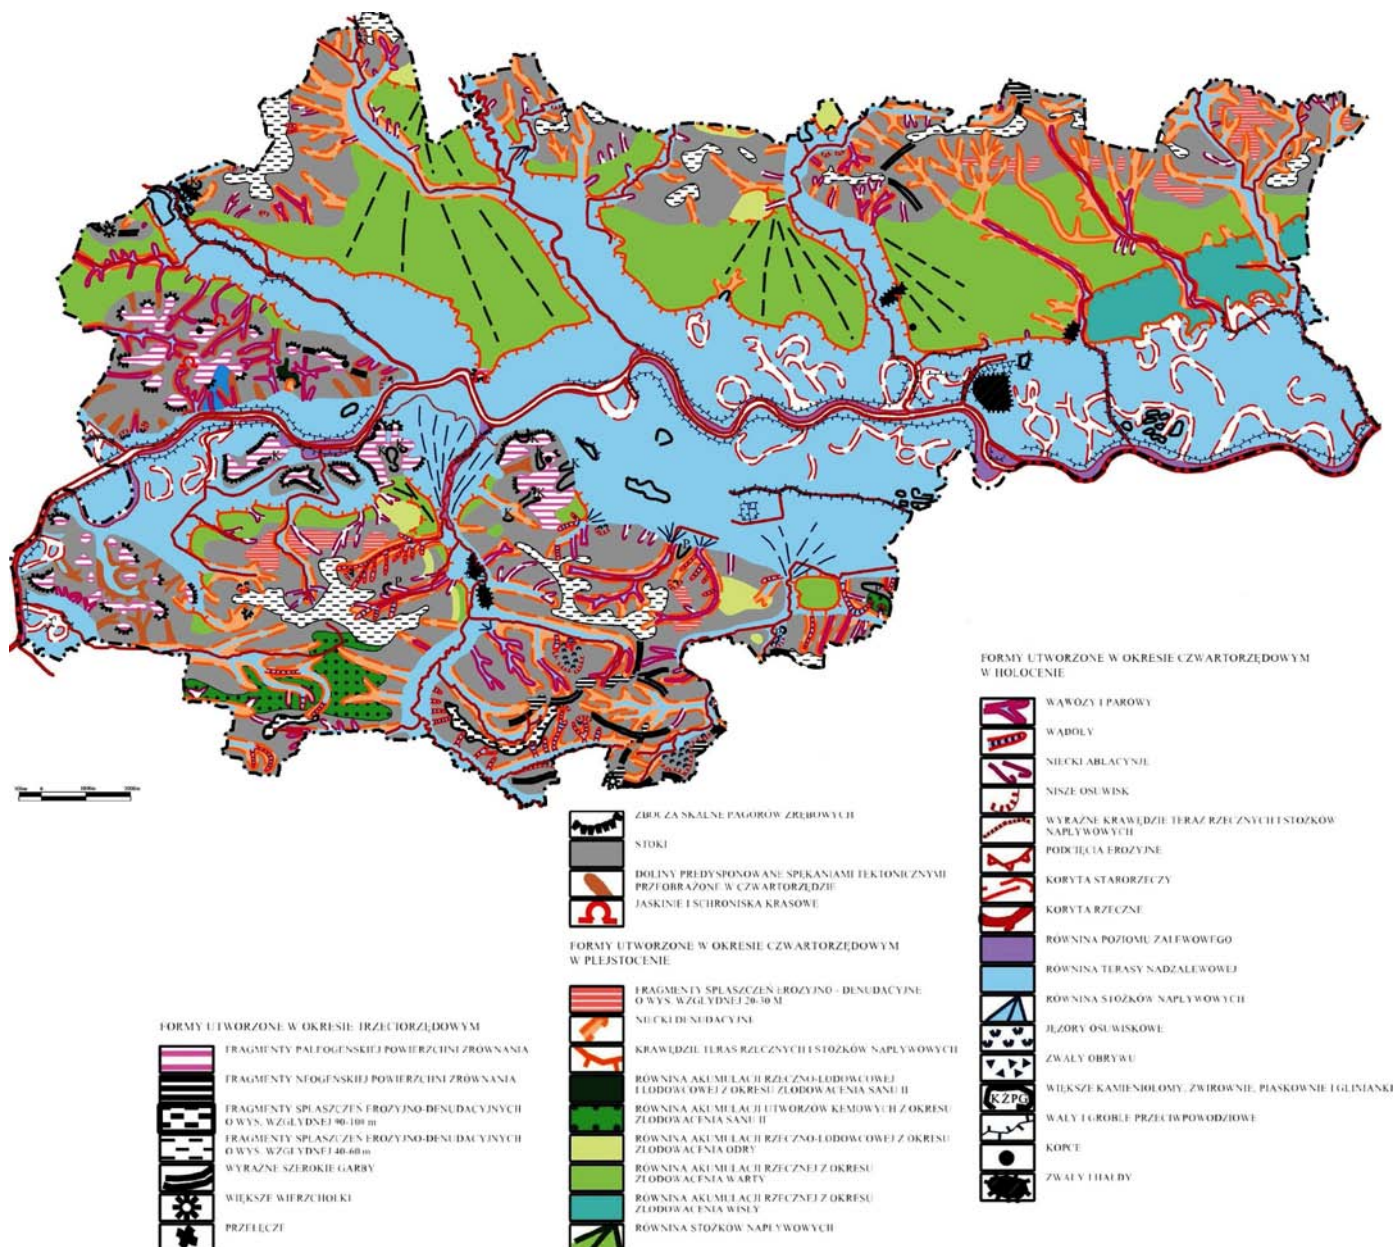 K
K
K
K
P
P
FORMY UTWORZONE W OKRESIE CZWARTORZĘDOWYM
W HOLOCENIE
WĄWOZY I PAROWY
WĄDOŁY
NIECKI ABLACYJNE
NISZE OSUWISK
WYRAŹNE KRAWĘDZIE TERAZ RZECZNYCH I STOŻKÓW
NAPŁYWOWYCH
PODCIĘCIA EROZYJNE
KORYTA STARORZECZY
KORYTA RZECZNE
RÓWNINA POZIOMU ZALEWOWEGO
RÓWNINA TERASY NADZALEWOWEJ
RÓWNINA STOŻKÓW NAPŁYWOWYCH
JĘZORY OSUWISKOWE
ZWAŁY OBRYWU
KŻPG
WIĘKSZE KAMIENIOŁOMY, ŻWIROWNIE, PIASKOWNIE I GLINIANKI
WAŁY I GROBLE PRZECIWPOWODZIOWE
KOPCE
ZWAŁY I HAŁDY
ZBOCZA SKALNE PAGÓRÓW ZRĘBOWYCH
STOKI
DOLINY PREDYSPONOWANE SPĘKANIAMI TEKTONICZNYMI
PRZEOBRAŻONE W CZWARTORZĘDZIE
JASKINIE I SCHRONISKA KRASOWE
FORMY UTWORZONE W OKRESIE CZWARTORZĘDOWYM
W PLEJSTOCENIE
FRAGMENTY SPŁASZCZEŃ EROZYJNO - DENUDACYJNE
O WYS. WZGLĘDNEJ 20-30 M
NIECKI DENUDACYJNE
KRAWĘDZIE TERAS RZECZNYCH I STOŻKÓW NAPŁYWOWYCH
RÓWNINA AKUMULACJI RZECZNO-LODOWCOWEJ
I LODOWCOWEJ Z OKRESU ZLODOWACENIA SANU II
RÓWNINA AKUMULACJI UTWORÓW KEMOWYCH Z OKRESU
ZLODOWACENIA SANU II
RÓWNINA AKUMULACJI RZECZNO-LODOWCOWEJ Z OKRESU
ZLODOWACENIA ODRY
RÓWNINA AKUMULACJI RZECZNEJ Z OKRESU
ZLODOWACENIA WARTY
RÓWNINA AKUMULACJI RZECZNEJ Z OKRESU
ZLODOWACENIA WISŁY
RÓWNINA STOŻKÓW NAPŁYWOWYCH
FORMY UTWORZONE W OKRESIE TRZECIORZĘDOWYM
FRAGMENTY PALEOGEŃSKIEJ POWIERZCHNI ZRÓWNANIA
FRAGMENTY NEOGEŃSKIEJ POWIERZCHNI ZRÓWNANIA
FRAGMENTY SPŁASZCZEŃ EROZYJNO-DENUDACYJNYCH
O WYS. WZGLĘDNEJ 90-100 m
FRAGMENTY SPŁASZCZEŃ EROZYJNO-DENUDACYJNYCH
O WYS. WZGLĘDNEJ 40-60 m
WYRAŹNE SZEROKIE GARBY
WIĘKSZE WIERZCHOŁKI
PRZEŁĘCZE